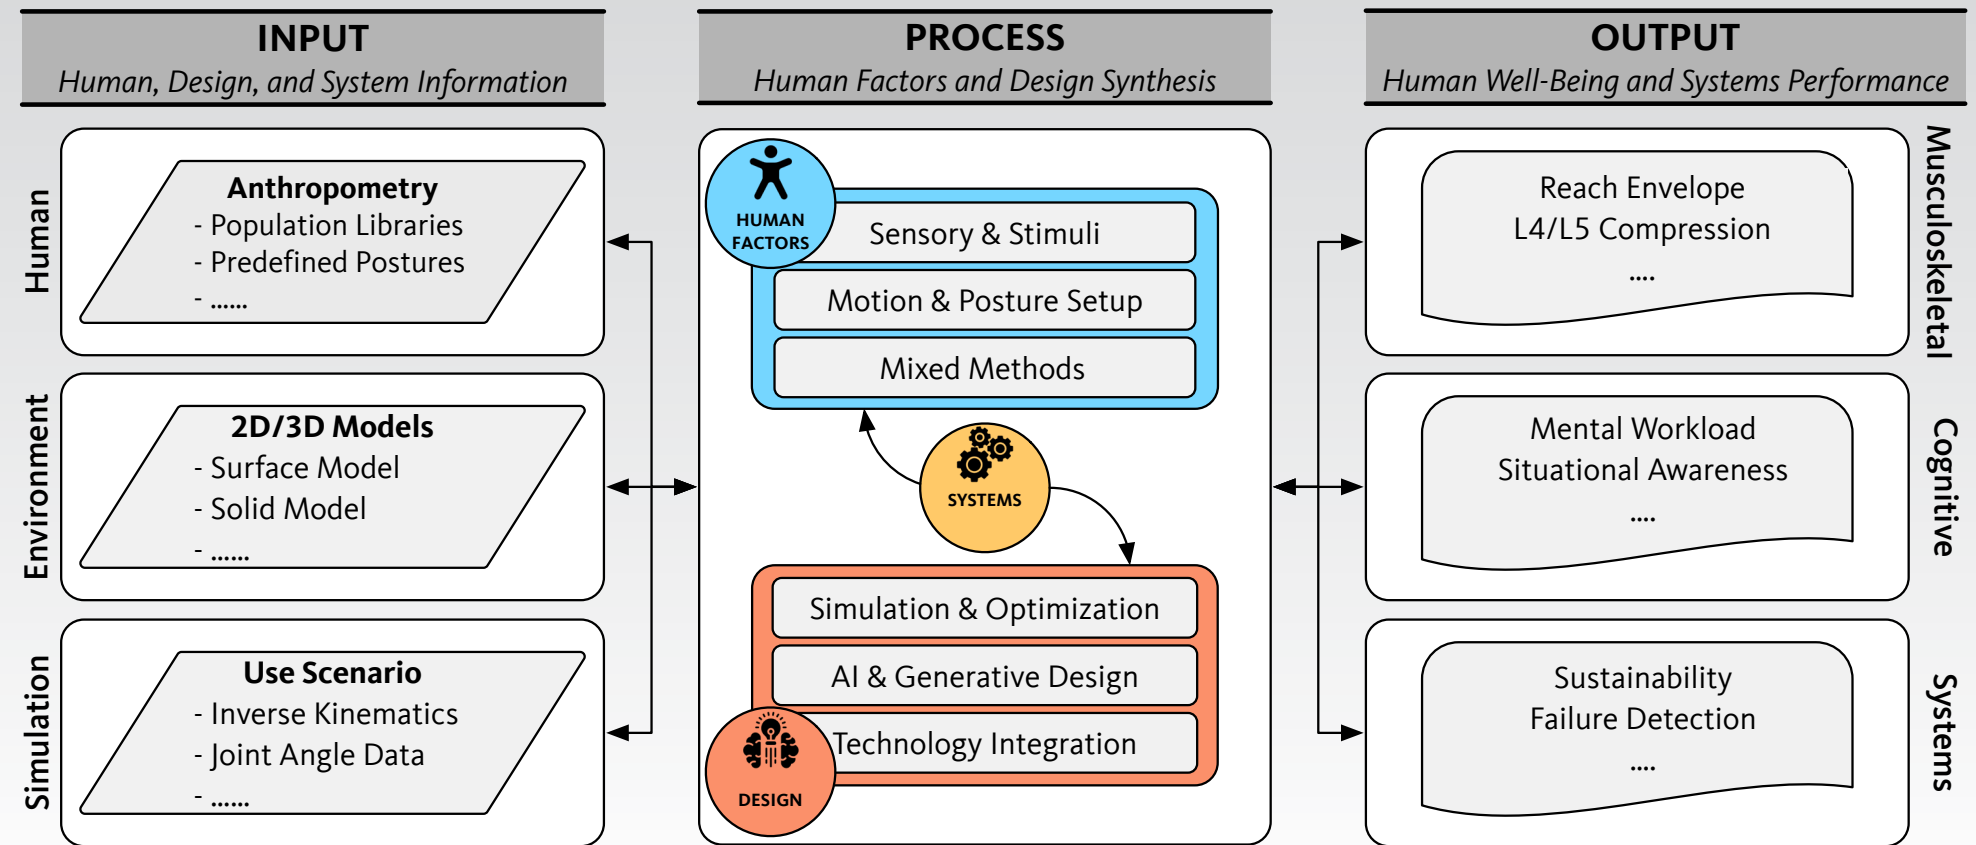 INPUT
Human, Design, and System Information
Human
Anthropometry
- Population Libraries
- Predefined Postures
- ......
Environment
2D/3D Models
- Surface Model
- Solid Model
- ......
Simulation
Use Scenario
- Inverse Kinematics
- Joint Angle Data
- ......
PROCESS
Human Factors and Design Synthesis
HUMAN
FACTORS
Sensory & Stimuli
Motion & Posture Setup
Mixed Methods
SYSTEMS
Simulation & Optimization
AI & Generative Design
Technology Integration
DESIGN
OUTPUT
Human Well-Being and Systems Performance
Musculoskeletal
Reach Envelope
L4/L5 Compression
....
Cognitive
Mental Workload
Situational Awareness
....
Systems
Sustainability
Failure Detection
....